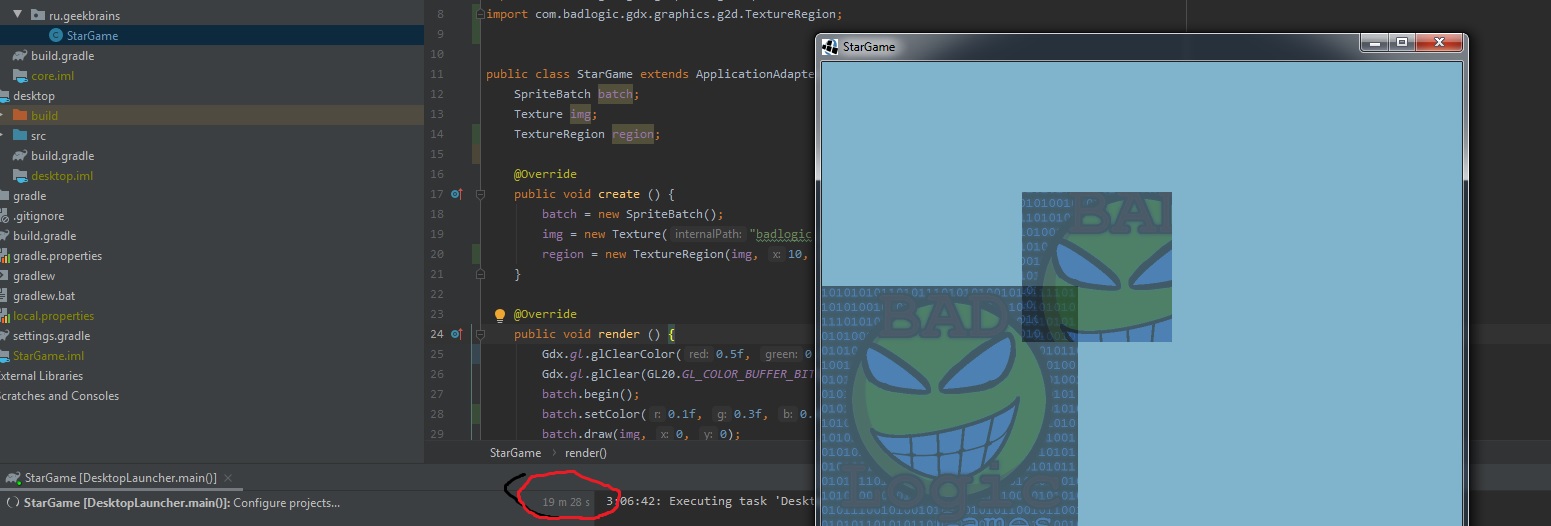 ru.geekbrains
StarGame
build.gradle
core.iml
desktop
build
src
build.gradle
desktop.iml
gradle
.gitignore
build.gradle
gradle.properties
gradlew
gradlew.bat
local.properties
settings.gradle
StarGame.iml
External Libraries
Scratches and Consoles
8 import com.badlogic.gdx.graphics.g2d.TextureRegion;
9
10
11 public class StarGame extends ApplicationAdapte
12 SpriteBatch batch;
13 Texture img;
14 TextureRegion region;
15
16 @Override
17 public void create () {
18 batch = new SpriteBatch();
19 img = new Texture( internalPath: "badlogic
20 region = new TextureRegion(img, x: 10,
21 }
22
23 @Override
24 public void render () {
25 Gdx.gl.glClearColor( red: 0.5f, green: 0
26 Gdx.gl.glClear(GL20.GL_COLOR_BUFFER_BIT
27 batch.begin();
28 batch.setColor( r: 0.1f, g: 0.3f, b: 0.
29 batch.draw(img, x: 0, y: 0);
StarGame › render()
StarGame
BAD
BAD
Logic
Games
StarGame [DesktopLauncher.main()] ×
StarGame [DesktopLauncher.main()]: Configure projects...
19 m 28 s
3:06:42: Executing task 'Deskt